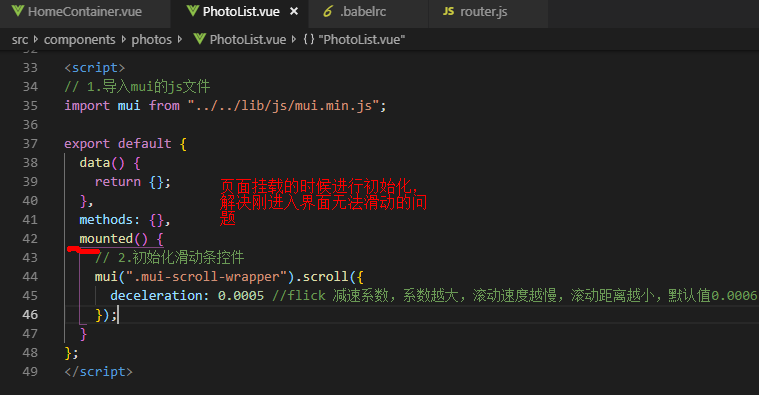 HomeContainer.vue PhotoList.vue × .babelrc JS router.js
src > components > photos > PhotoList.vue > {} "PhotoList.vue"
33 <script>
34 // 1.导入mui的js文件
35 import mui from "../../lib/js/mui.min.js";
36
37 export default {
38 data() {
39 return {};
40 },
41 methods: {},
42 mounted() {
页面挂载的时候进行初始化,
解决刚进入界面无法滑动的问
题
43 // 2.初始化滑动条控件
44 mui(".mui-scroll-wrapper").scroll({
45 deceleration: 0.0005 //flick 减速系数，系数越大，滚动速度越慢，滚动距离越小，默认值0.0006
46 });
47 }
48 };
49 </script>